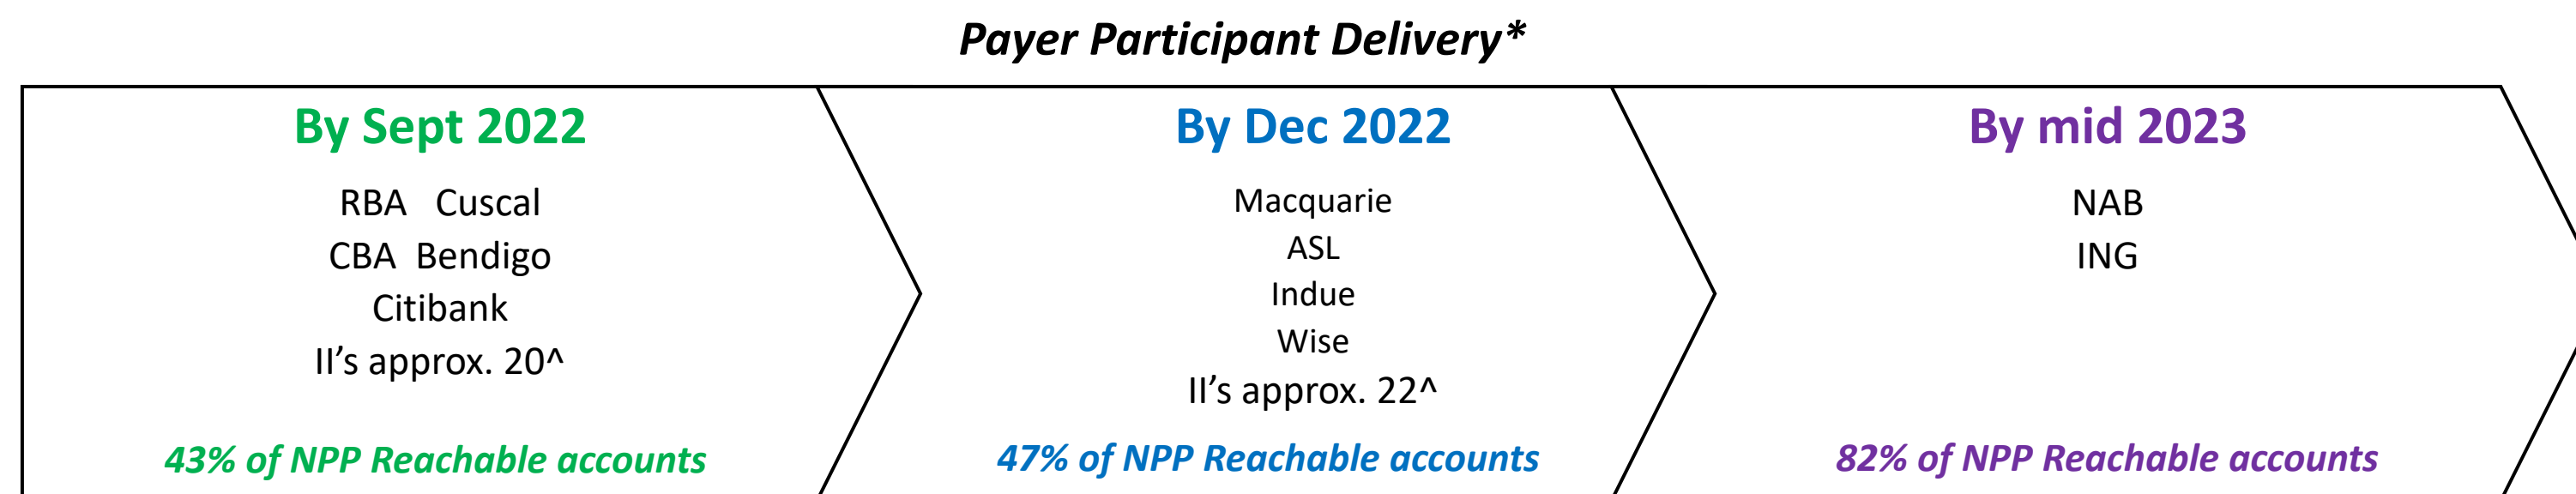 Payer Participant Delivery*
By Sept 2022
RBA Cuscal
CBA Bendigo
Citibank
II’s approx. 20^
43% of NPP Reachable accounts
By Dec 2022
Macquarie
ASL
Indue
Wise
II’s approx. 22^
47% of NPP Reachable accounts
By mid 2023
NAB
ING
82% of NPP Reachable accounts